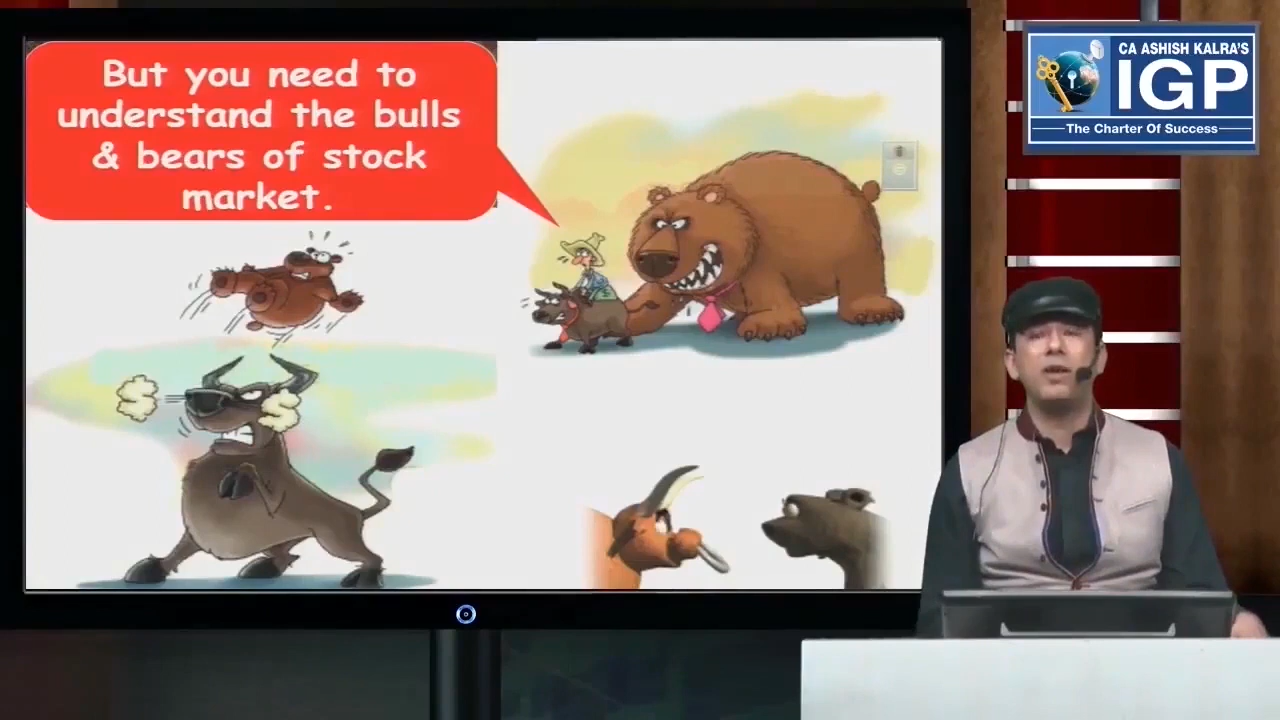 But you need to
understand the bulls
& bears of stock
market.
S
S
CA ASHISH KALRA'S
IGP
The Charter Of Success